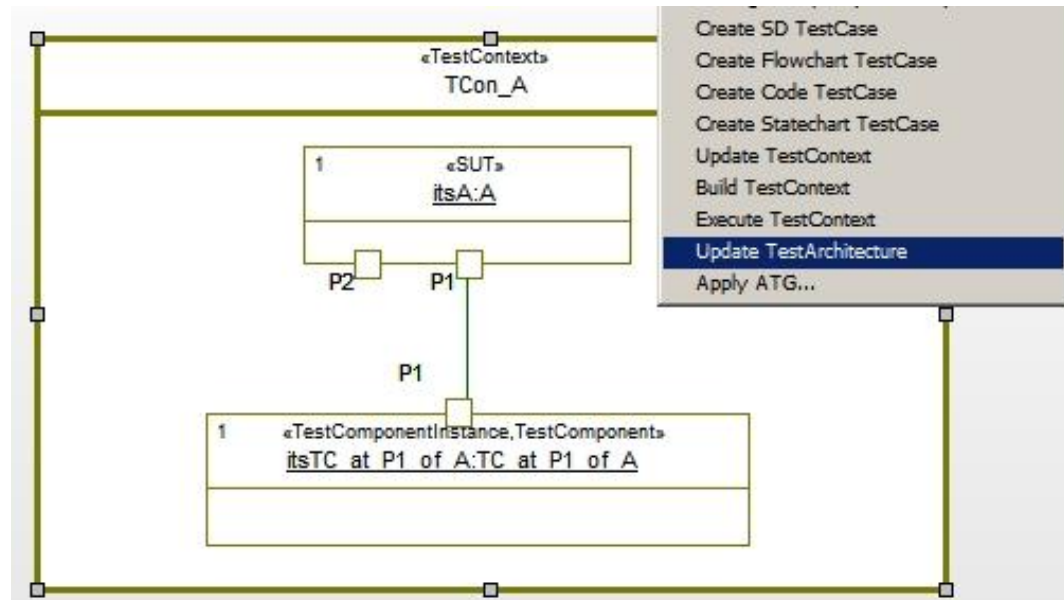 Create SD TestCase
Create Flowchart TestCase
Create Code TestCase
Create Statechart TestCase
Update TestContext
Build TestContext
Execute TestContext
Update TestArchitecture
Apply ATG...
«TestContext»
TCon_A
1
«SUT»
itsA:A
P2
P1
P1
1
«TestComponentInstance,TestComponent»
itsTC_at_P1_of_A:TC_at_P1_of_A